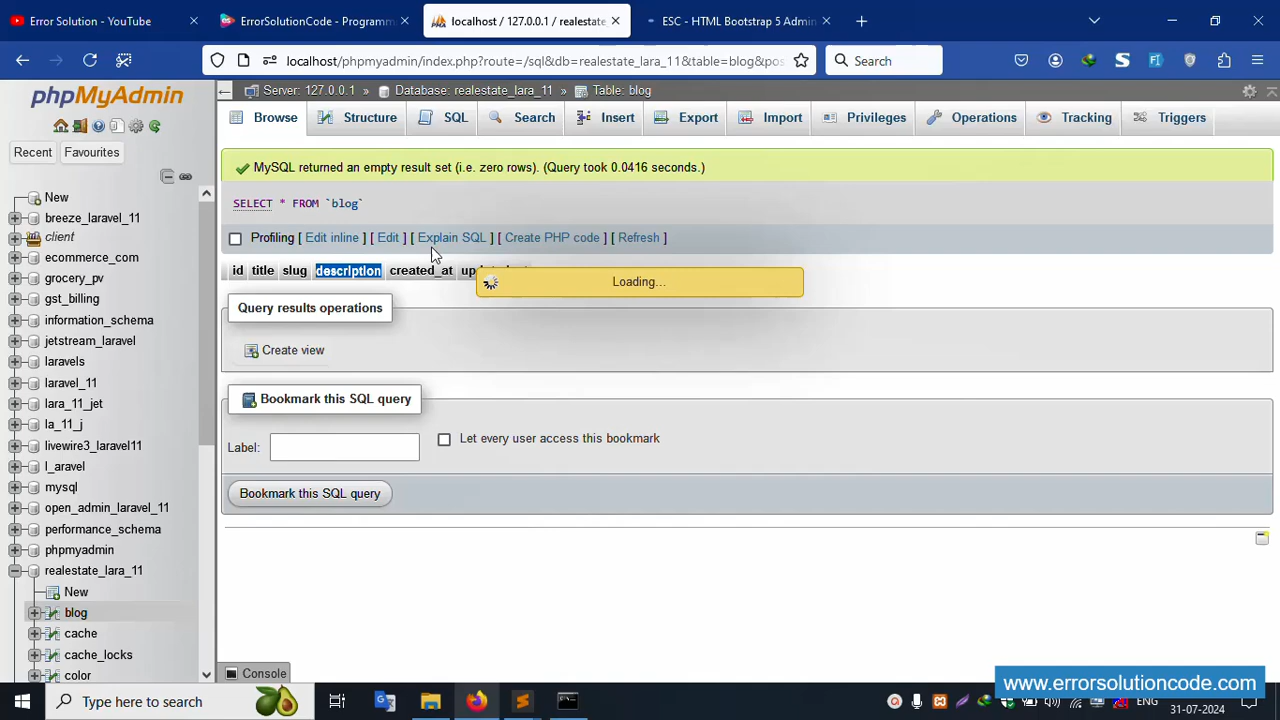 Error Solution - YouTube
ErrorSolutionCode - Programm
localhost / 127.0.0.1 / realestate
ESC - HTML Bootstrap 5 Admin
localhost/phpmyadmin/index.php?route=/sql&db=realestate_lara_11&table=blog&pos
Search
phpMyAdmin
Recent
Favourites
New
breeze_laravel_11
client
ecommerce_com
grocery_pv
gst_billing
information_schema
jetstream_laravel
laravels
laravel_11
lara_11_jet
la_11_j
livewire3_laravel11
l_aravel
mysql
open_admin_laravel_11
performance_schema
phpmyadmin
realestate_lara_11
New
blog
cache
cache_locks
color
Server: 127.0.0.1 » Database: realestate_lara_11 » Table: blog
Browse
Structure
SQL
Search
Insert
Export
Import
Privileges
Operations
Tracking
Triggers
MySQL returned an empty result set (i.e. zero rows). (Query took 0.0416 seconds.)
SELECT * FROM `blog`
Profiling [ Edit inline ] [ Edit ] [ Explain SQL ] [ Create PHP code ] [ Refresh ]
id title slug description created_at
Loading...
Query results operations
Create view
Bookmark this SQL query
Label:
Let every user access this bookmark
Bookmark this SQL query
Console
www.errorsolutioncode.com
Type here to search
ENG
31-07-2024